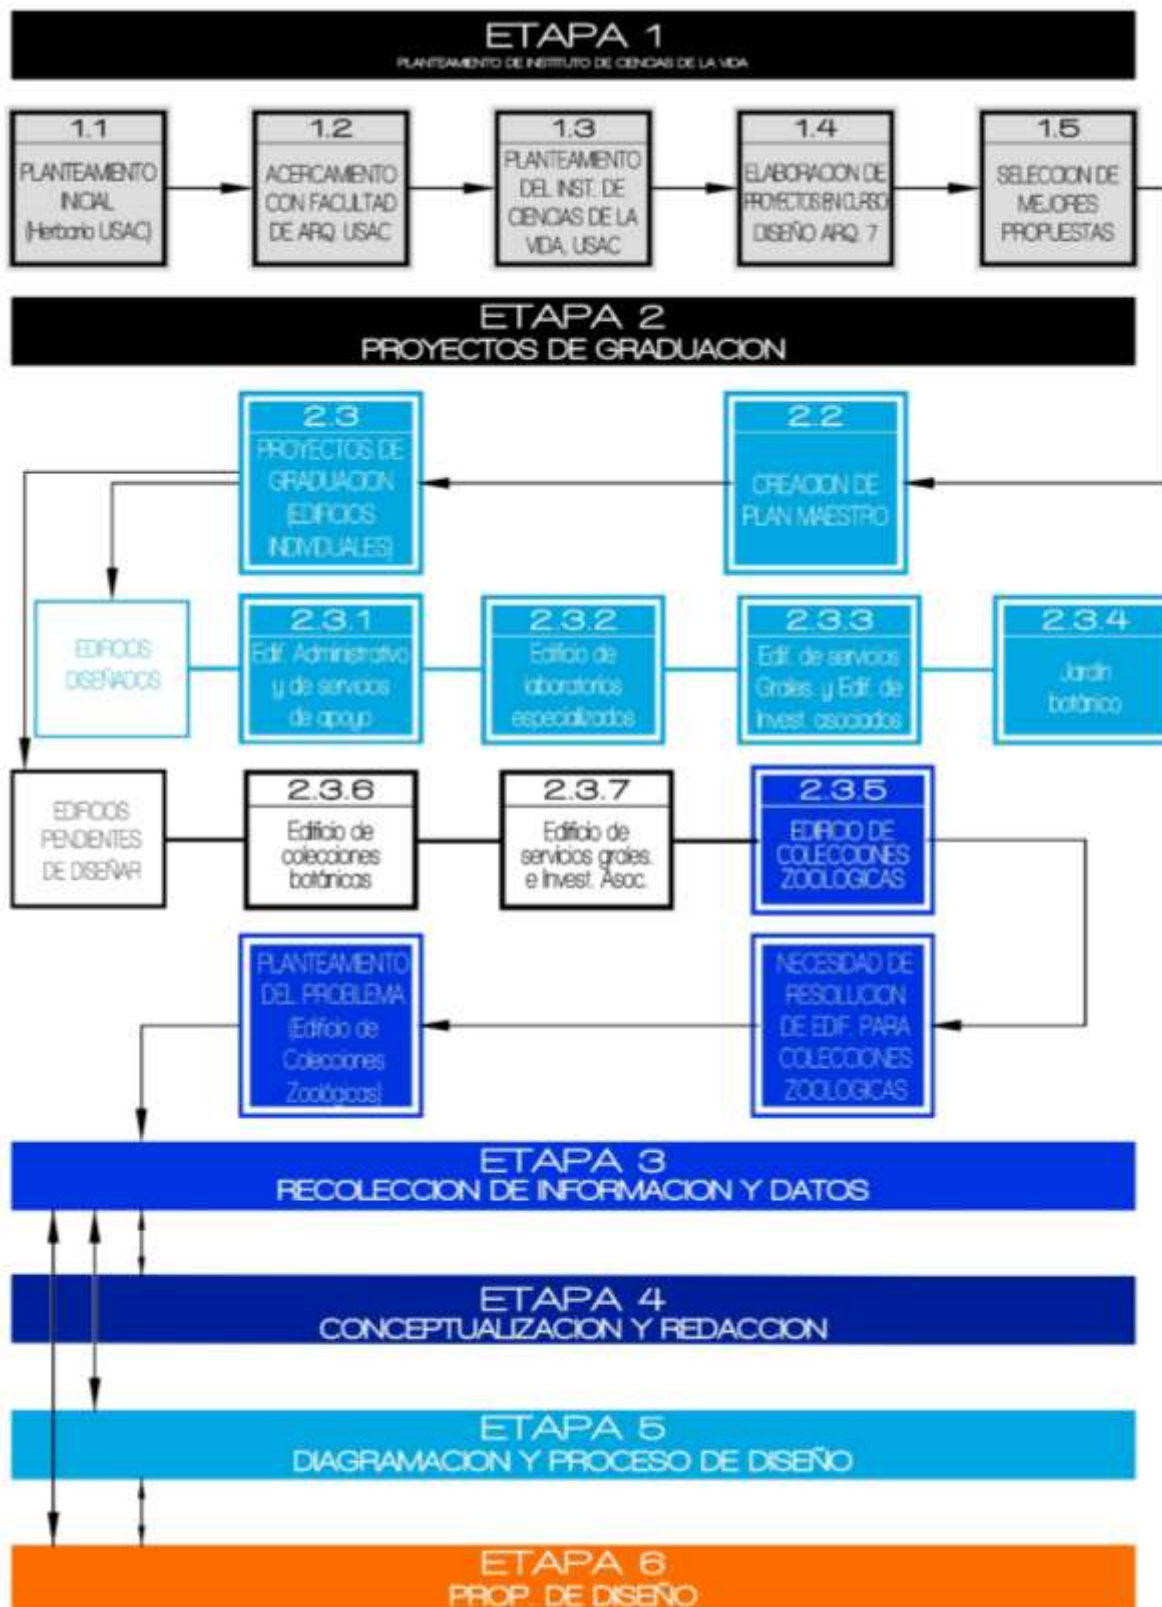 ETAPA 1
PLANTEAMIENTO DE INSTITUTO DE CIENCIAS DE LA VIDA
1.1
PLANTEAMIENTO
INICIAL
(Herbario USAC)
1.2
ACERCAMIENTO
CON FACULTAD
DE ARQ. USAC
1.3
PLANTEAMIENTO
DEL INST. DE
CIENCIAS DE LA
VIDA, USAC
1.4
ELABORACION DE
PROYECTOS EN CURSO
DISEÑO ARQ. 7
1.5
SELECCION DE
MEJORES
PROPUESTAS
ETAPA 2
PROYECTOS DE GRADUACION
2.3
PROYECTOS DE
GRADUACION
(EDIFICIOS
INDIVIDUALES)
2.2
CREACION DE
PLAN MAESTRO
EDIFICIOS
DISEÑADOS
2.3.1
Edif. Administrativo
y de servicios
de apoyo
2.3.2
Edificio de
laboratorios
especializados
2.3.3
Edif. de servicios
Grales. y Edif. de
Invest. asociados
2.3.4
Jardín
botánico
EDIFICIOS
PENDIENTES
DE DISEÑAR
2.3.6
Edificio de
colecciones
botánicas
2.3.7
Edificio de
servicios grales.
e Invest. Asoc.
2.3.5
EDIFICIO DE
COLECCIONES
ZOOLOGICAS
PLANTEAMIENTO
DEL PROBLEMA
(Edificio de
Colecciones
Zoológicas)
NECESIDAD DE
RESOLUCION
DE EDIF. PARA
COLECCIONES
ZOOLOGICAS
ETAPA 3
RECOLECCION DE INFORMACION Y DATOS
ETAPA 4
CONCEPTUALIZACION Y REDACCION
ETAPA 5
DIAGRAMACION Y PROCESO DE DISEÑO
ETAPA 6
PROP. DE DISEÑO